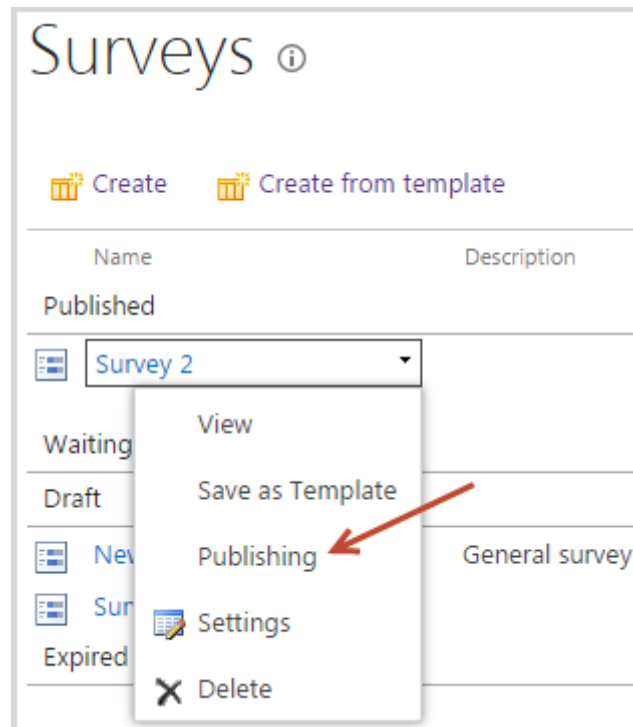 Surveys
Create Create from template
Name Description
Published
Survey 2
View
Waiting
Save as Template
Draft
Publishing
General survey
Settings
Expired
Delete